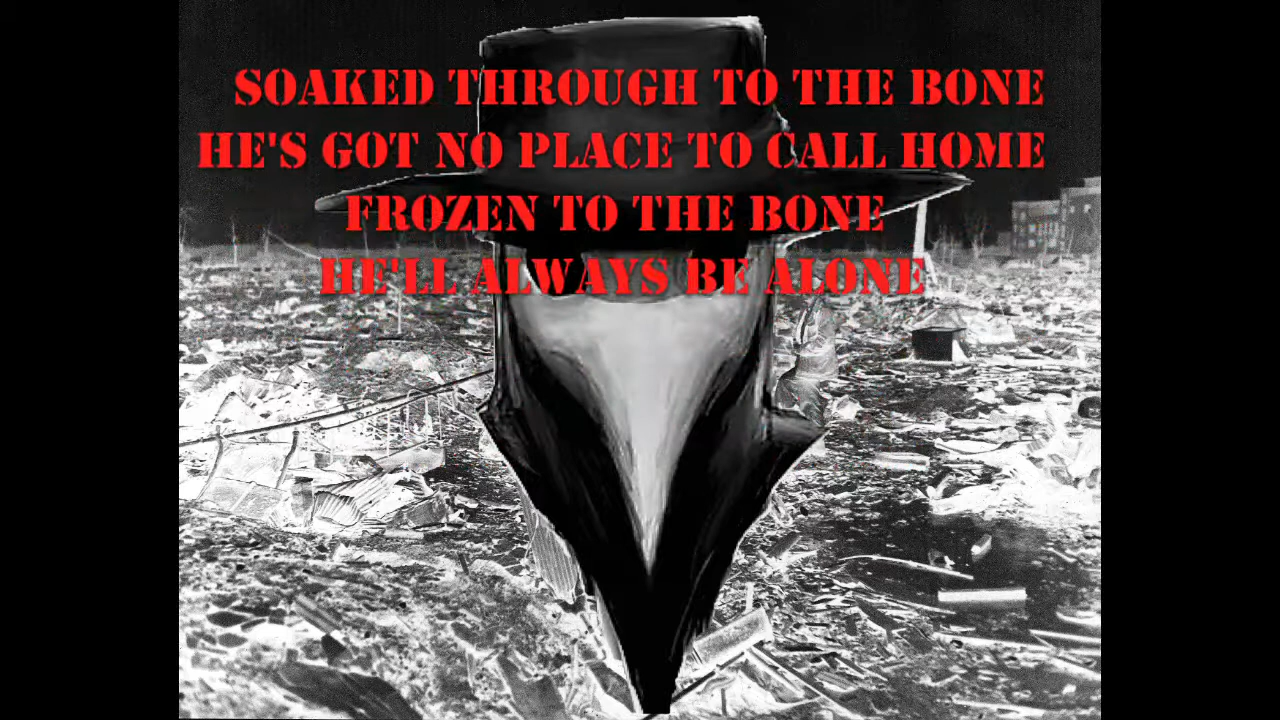 SOAKED THROUGH TO THE BONE
HE'S GOT NO PLACE TO CALL HOME
FROZEN TO THE BONE
HE'LL ALWAYS BE ALONE